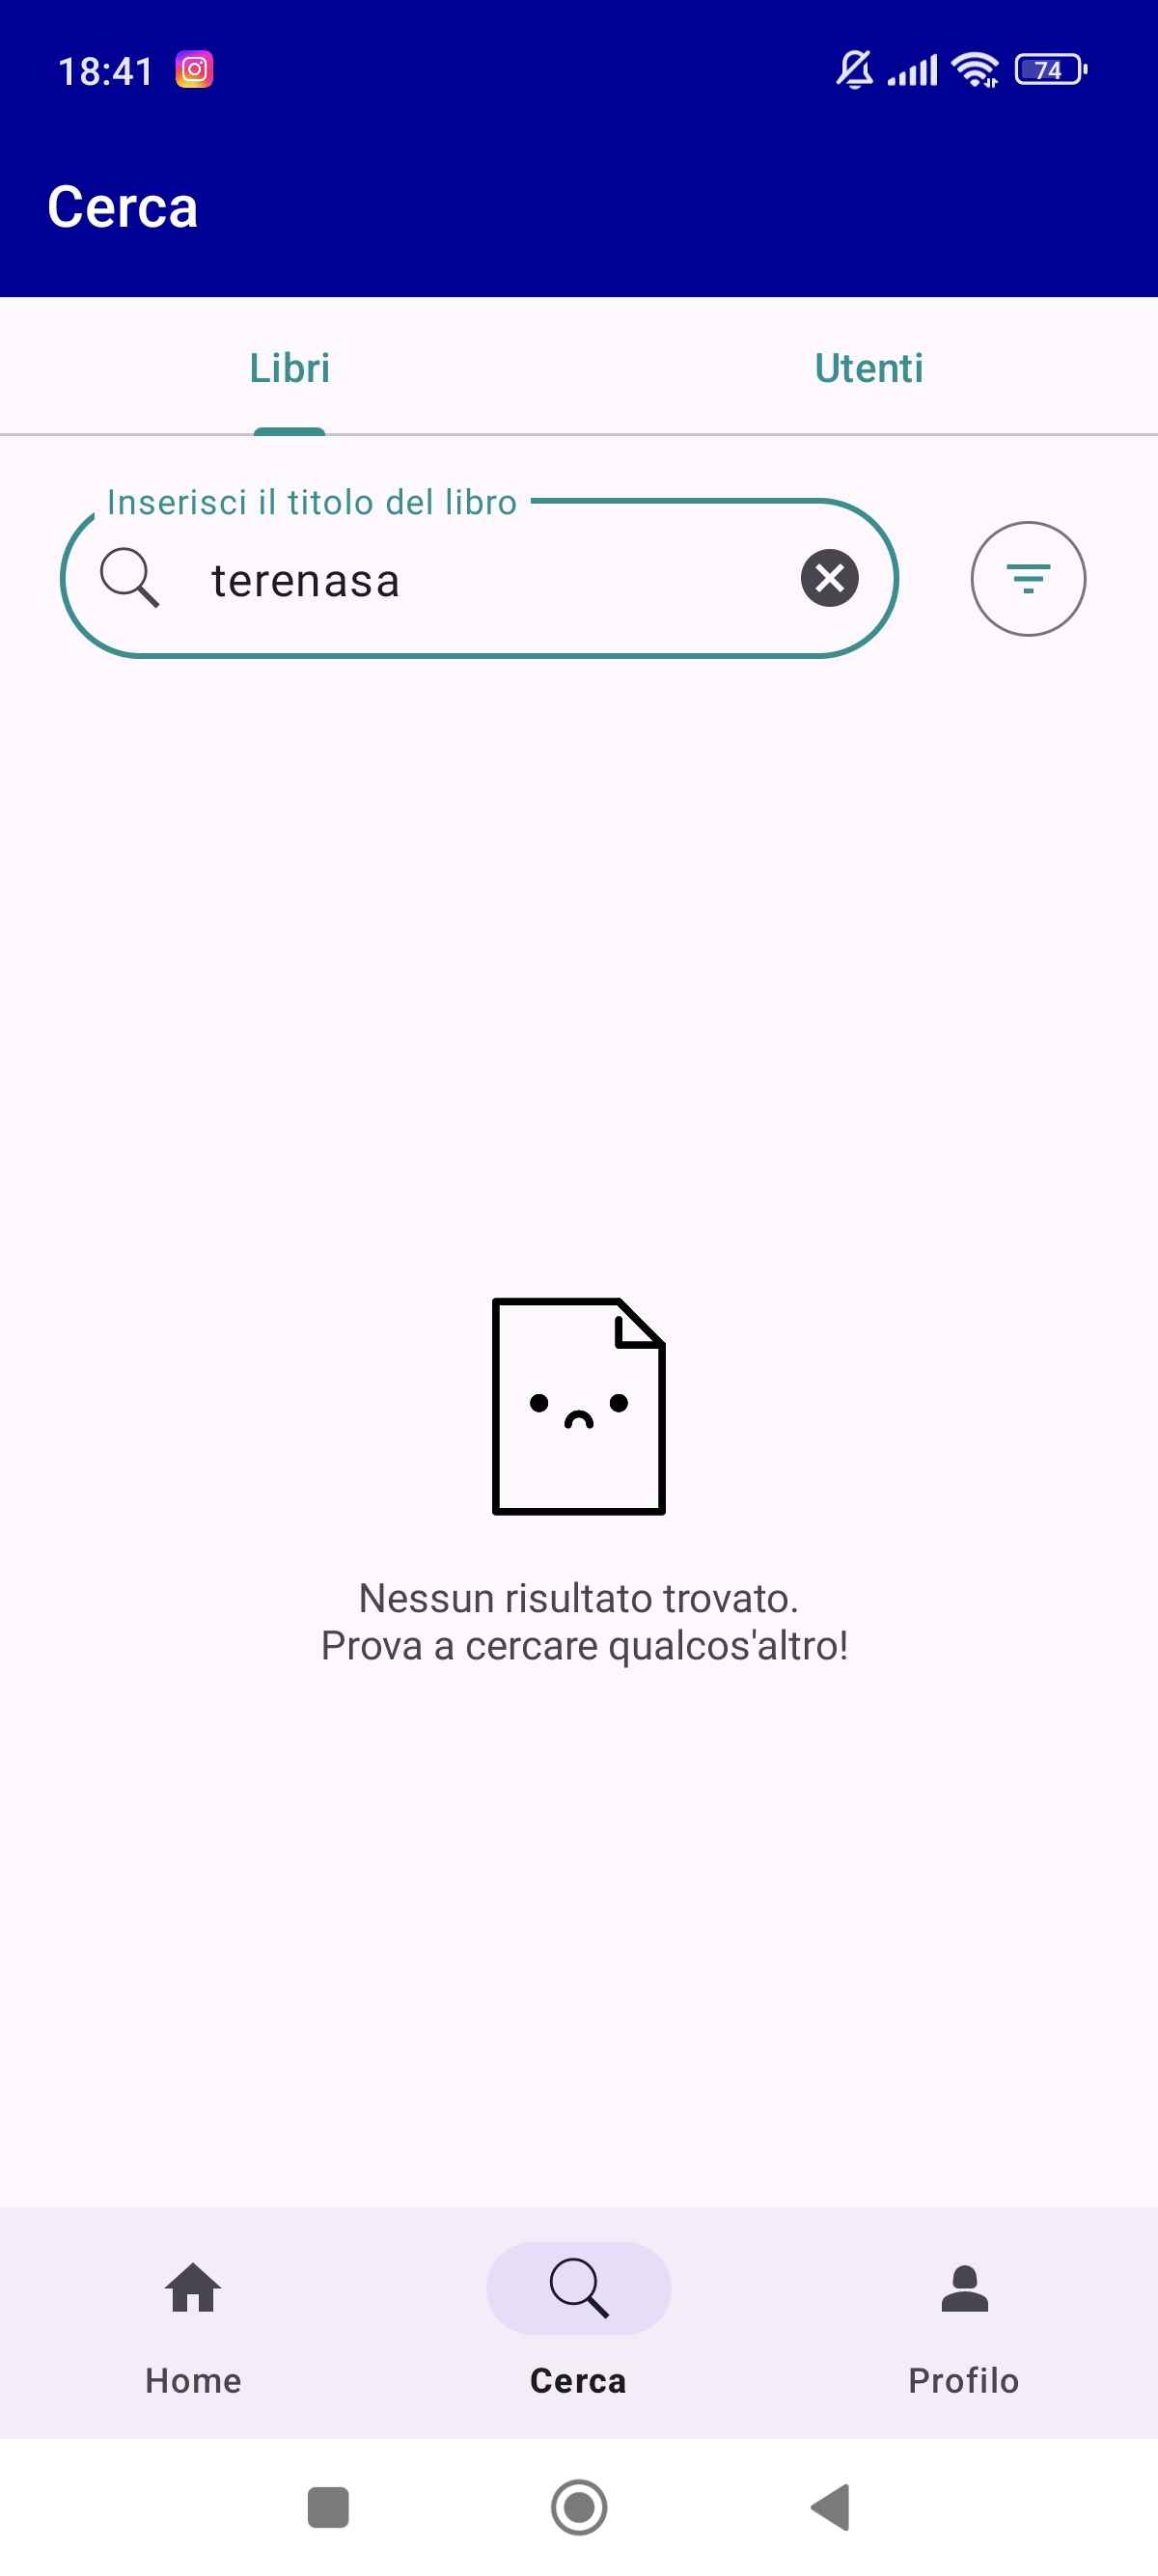 18:41
74
Cerca
Libri
Utenti
Inserisci il titolo del libro
terenasa
Nessun risultato trovato.
Prova a cercare qualcos'altro!
Home
Cerca
Profilo